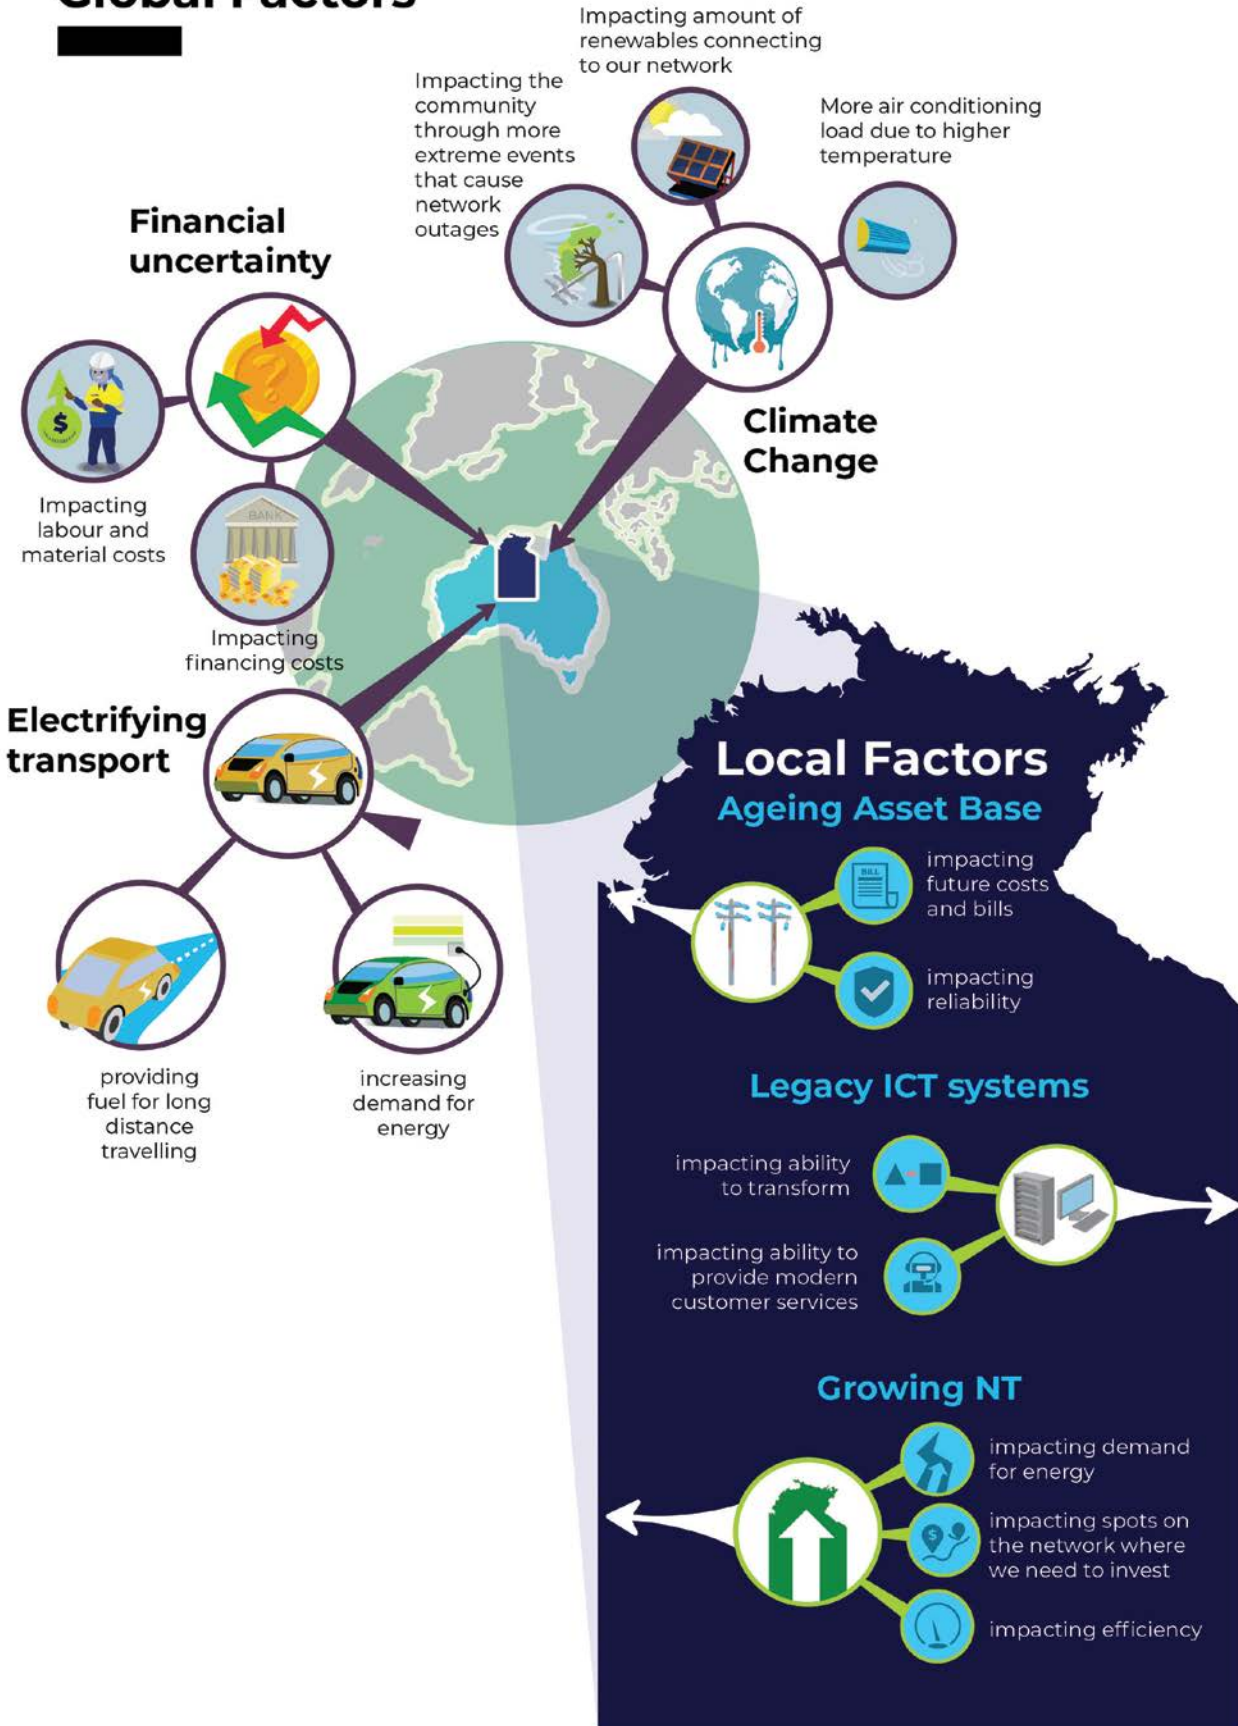 Global Factors
Impacting amount of
renewables connecting
to our network
Impacting the
community
through more
extreme events
that cause
network
outages
More air conditioning
load due to higher
temperature
Financial
uncertainty
Climate
Change
$
?
BANK
Impacting
labour and
material costs
Impacting
financing costs
Electrifying
transport
providing
fuel for long
distance
travelling
increasing
demand for
energy
Local Factors
Ageing Asset Base
BILL
impacting
future costs
and bills
impacting
reliability
Legacy ICT systems
impacting ability
to transform
impacting ability to
provide modern
customer services
Growing NT
impacting demand
for energy
$
impacting spots on
the network where
we need to invest
impacting efficiency